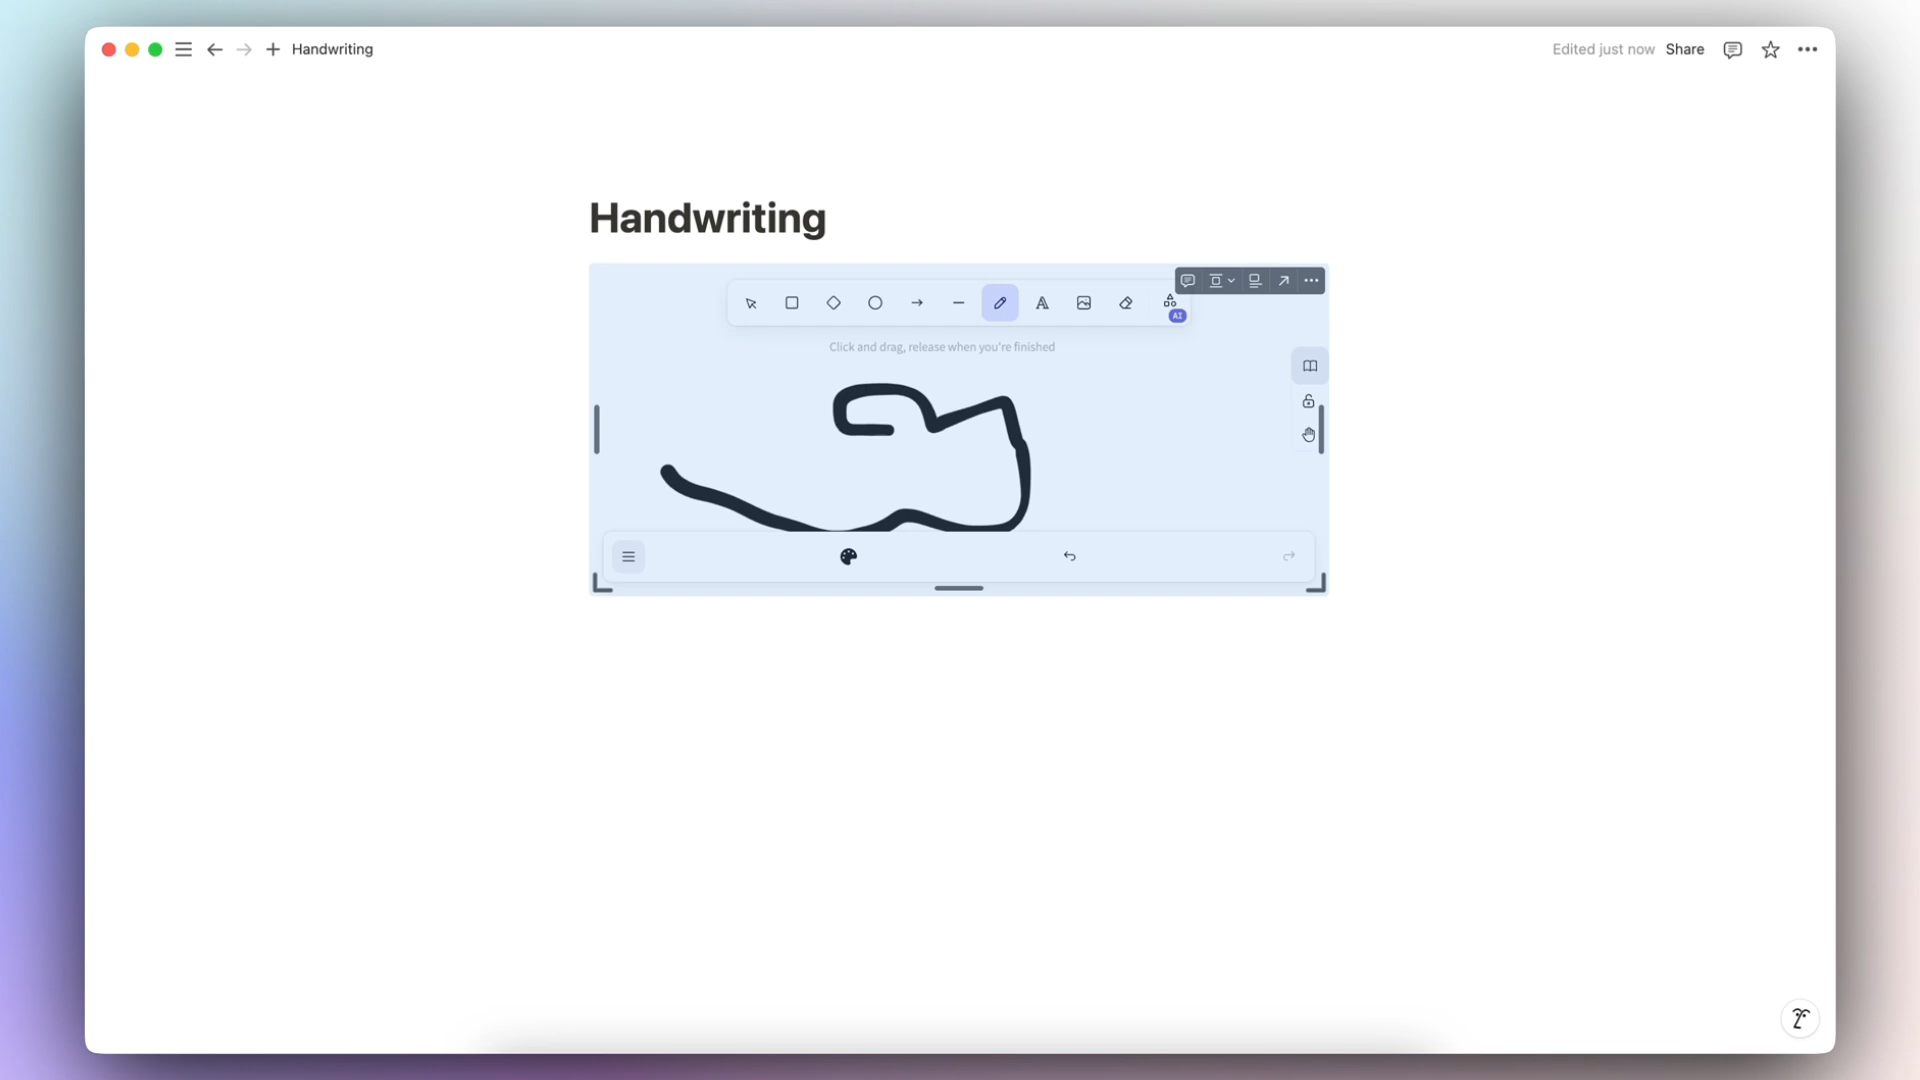 Handwriting
Edited just now Share
Handwriting
AI
Click and drag, release when you're finished